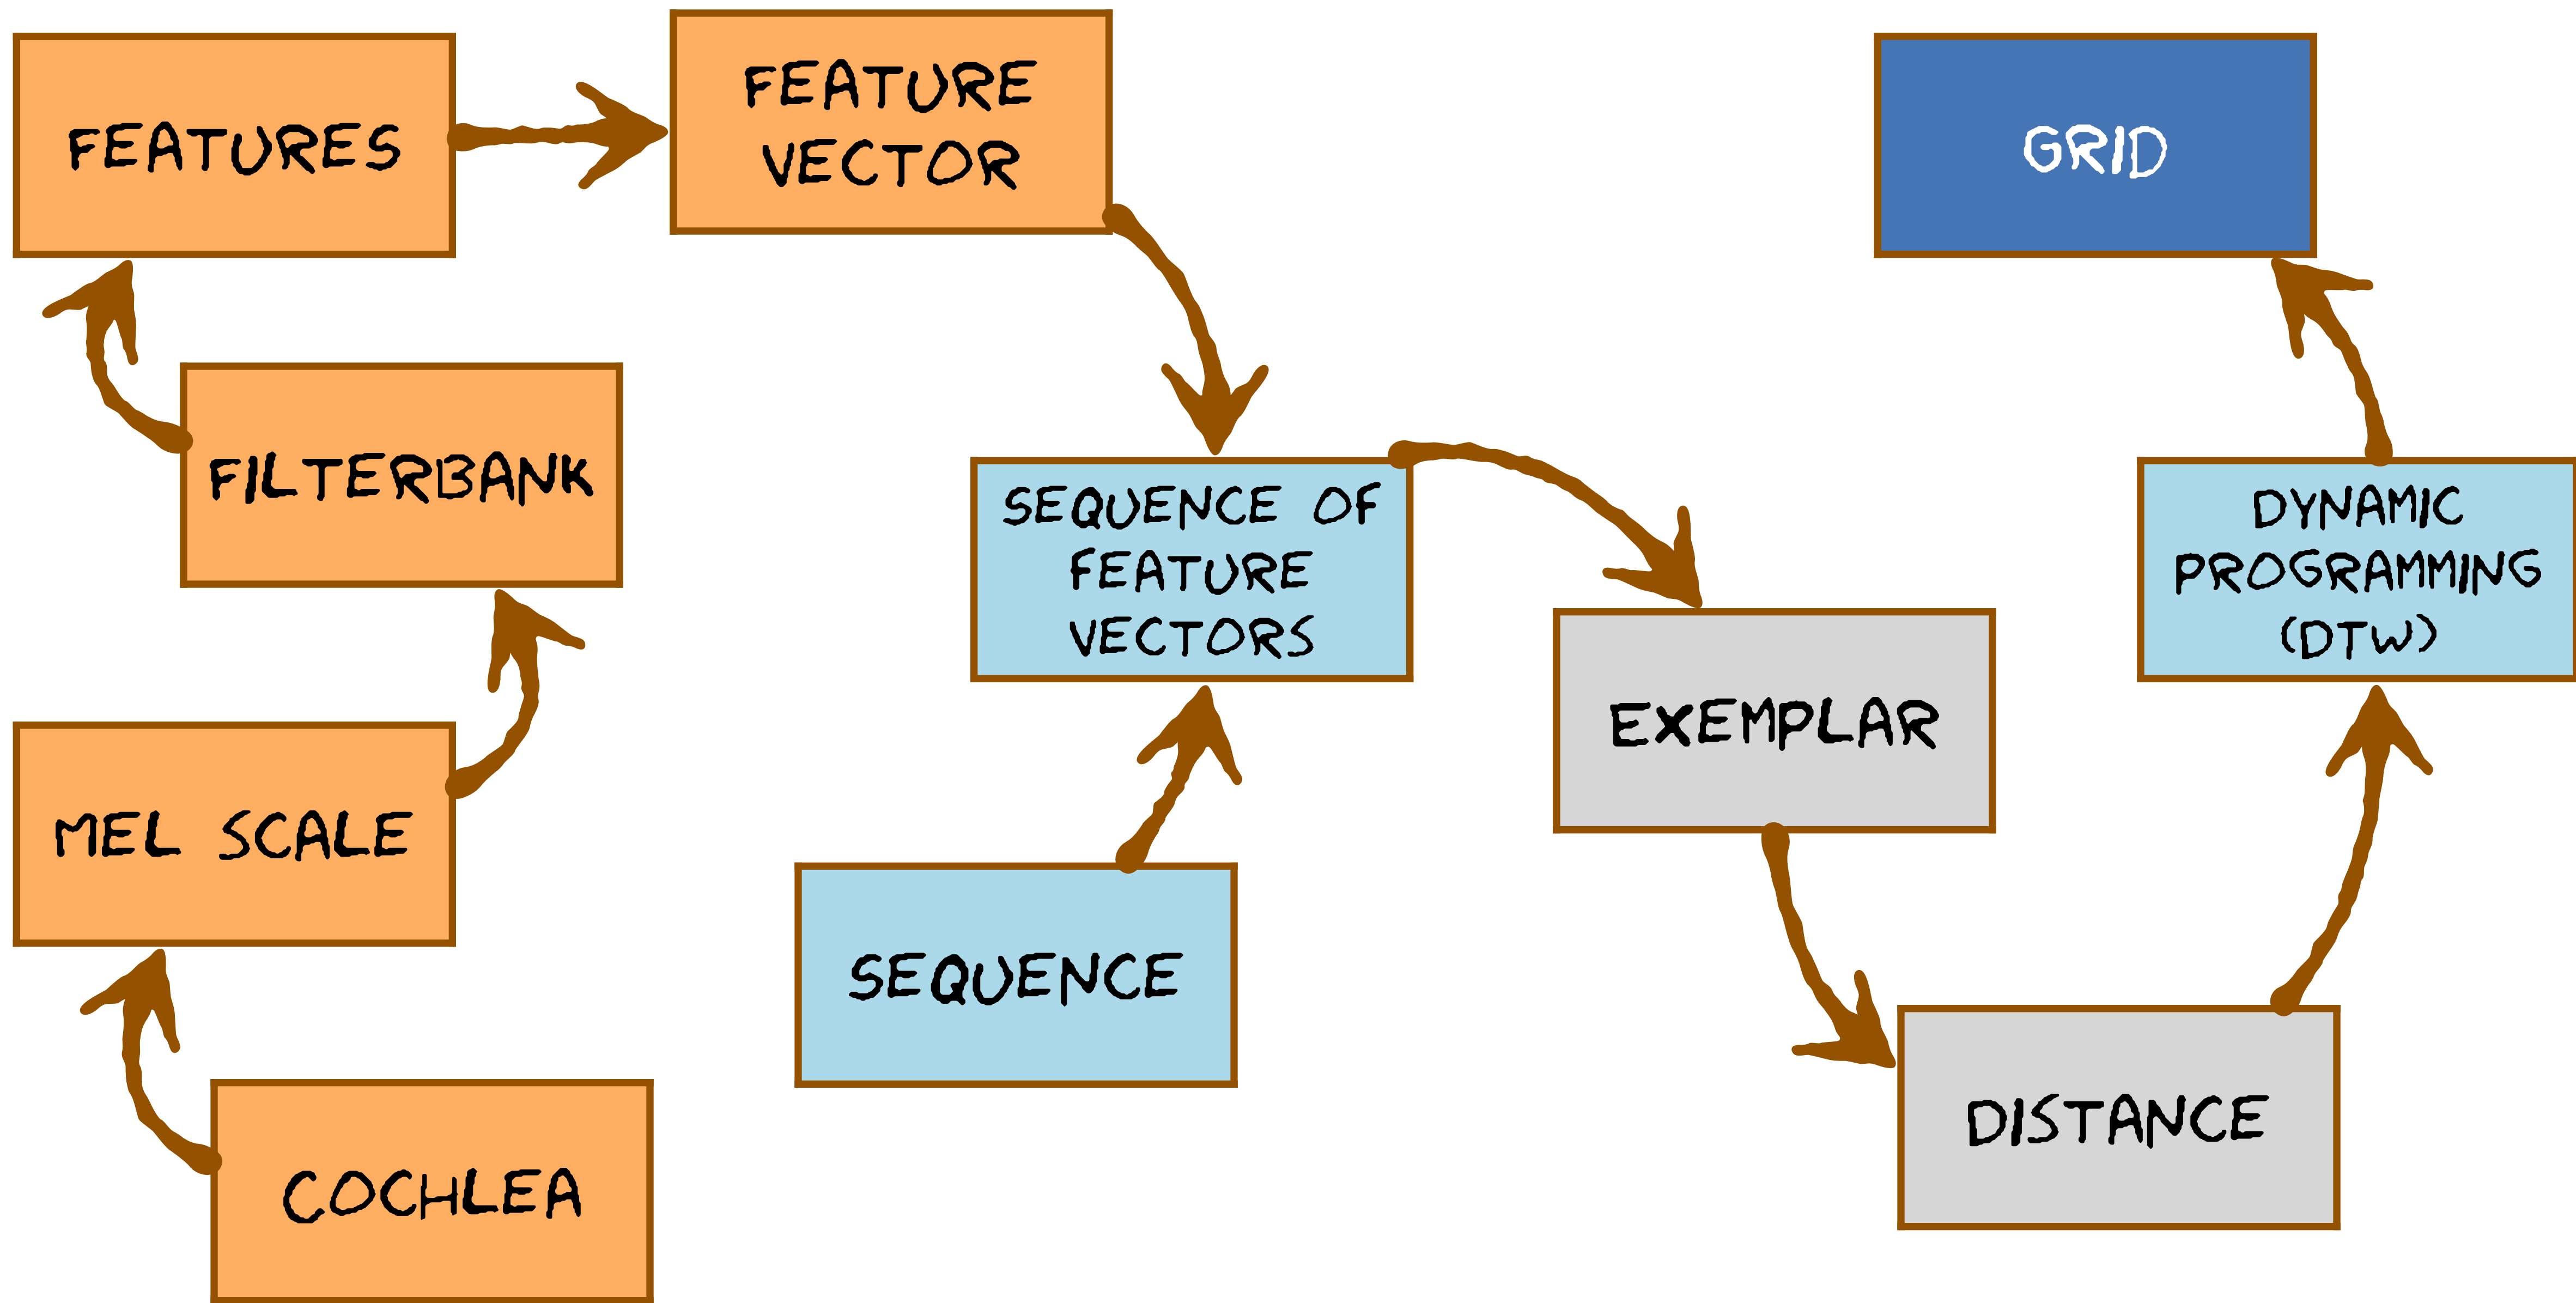 FEATURES
FEATURE
VECTOR
GRID
FILTERBANK
SEQUENCE OF
FEATURE
VECTORS
DYNAMIC
PROGRAMMING
(DTW)
EXEMPLAR
MEL SCALE
SEQUENCE
DISTANCE
COCHLEA